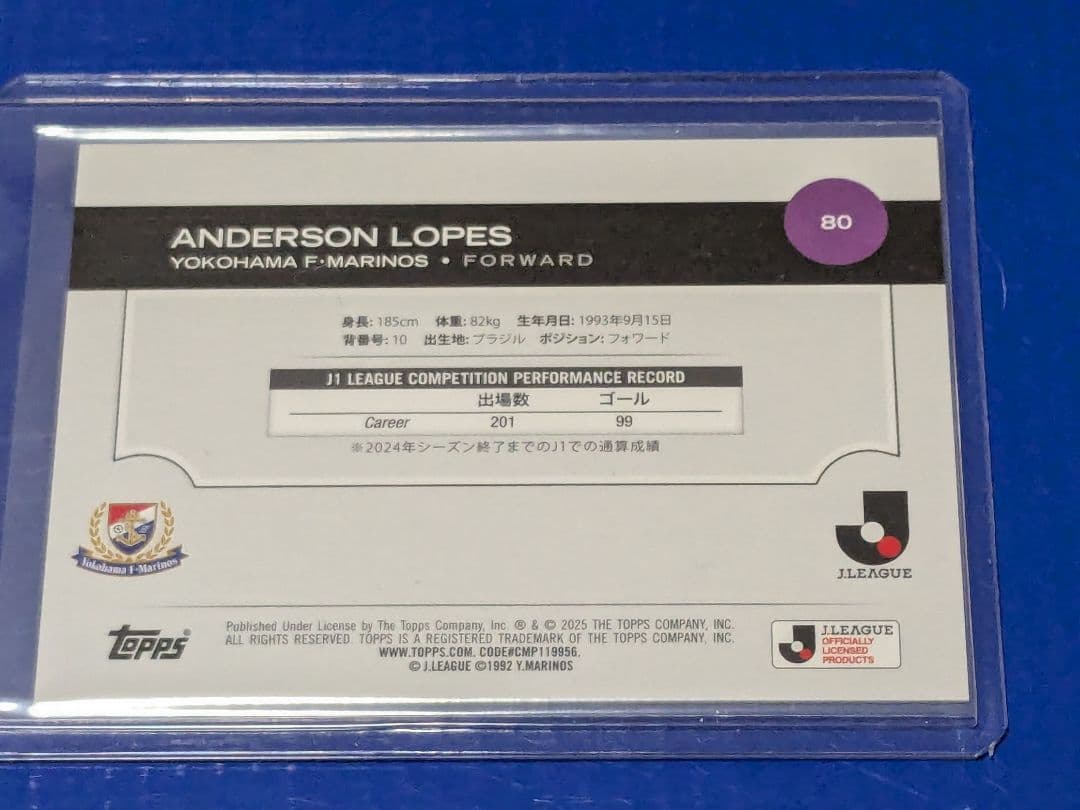 80
ANDERSON LOPES
YOKOHAMA F·MARINOS • FORWARD
身長: 185cm 体重: 82kg 生年月日: 1993年9月15日
背番号: 10 出生地: ブラジル ポジション: フォワード
J1 LEAGUE COMPETITION PERFORMANCE RECORD
出場数 ゴール
Career 201 99
※2024年シーズン終了までのJ1での通算成績
Yokohama F·Marinos
J.LEAGUE
topps®
Published Under License by The Topps Company, Inc. ® & © 2025 THE TOPPS COMPANY, INC.
ALL RIGHTS RESERVED. TOPPS IS A REGISTERED TRADEMARK OF THE TOPPS COMPANY, INC.
WWW.TOPPS.COM. CODE#CMP119956.
© J.LEAGUE ©1992 Y.MARINOS
J.LEAGUE
OFFICIALLY
LICENSED
PRODUCTS